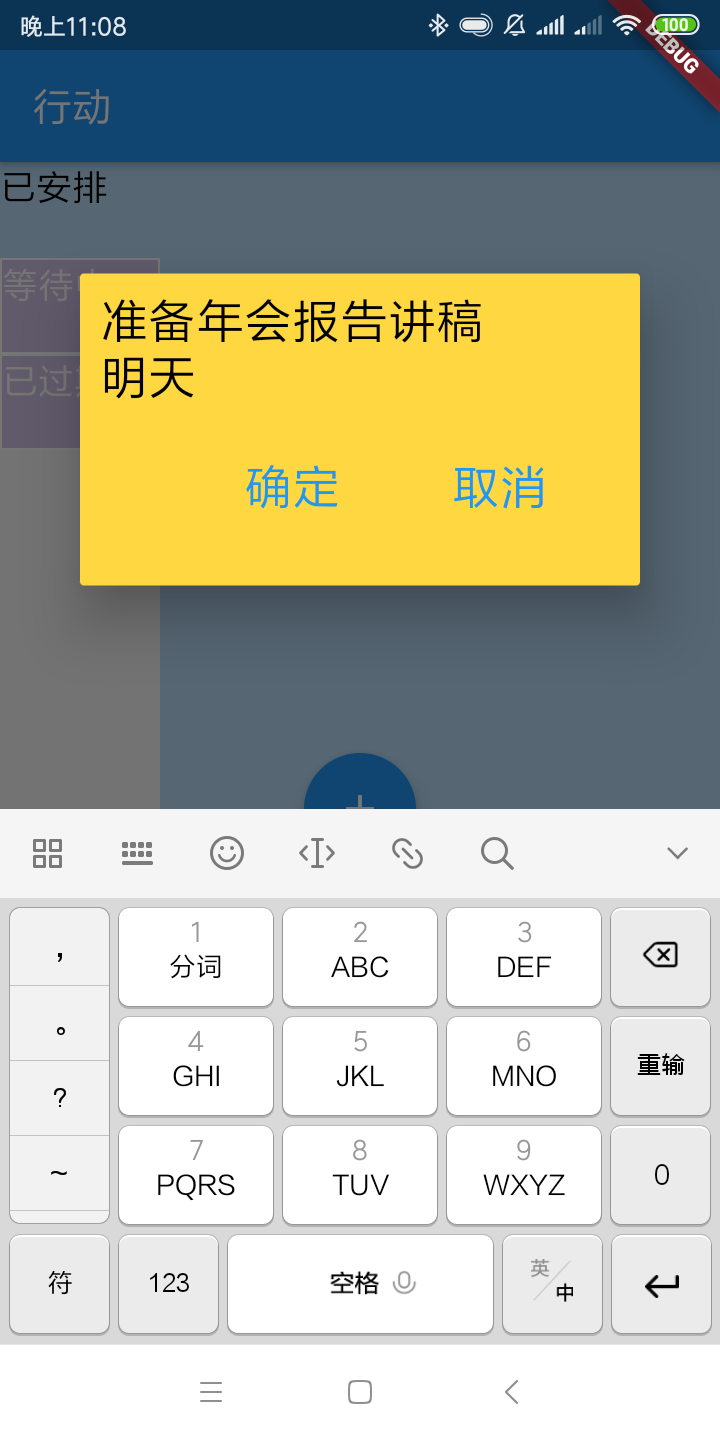 晚上11:08
100
DEBUG
行动
已安排
等待
已过
准备年会报告讲稿
明天
确定 取消
, 1 2 3
分词 ABC DEF
。 4 5 6 重输
GHI JKL MNO
? 7 8 9 0
~ PQRS TUV WXYZ
符 123 空格 英/中